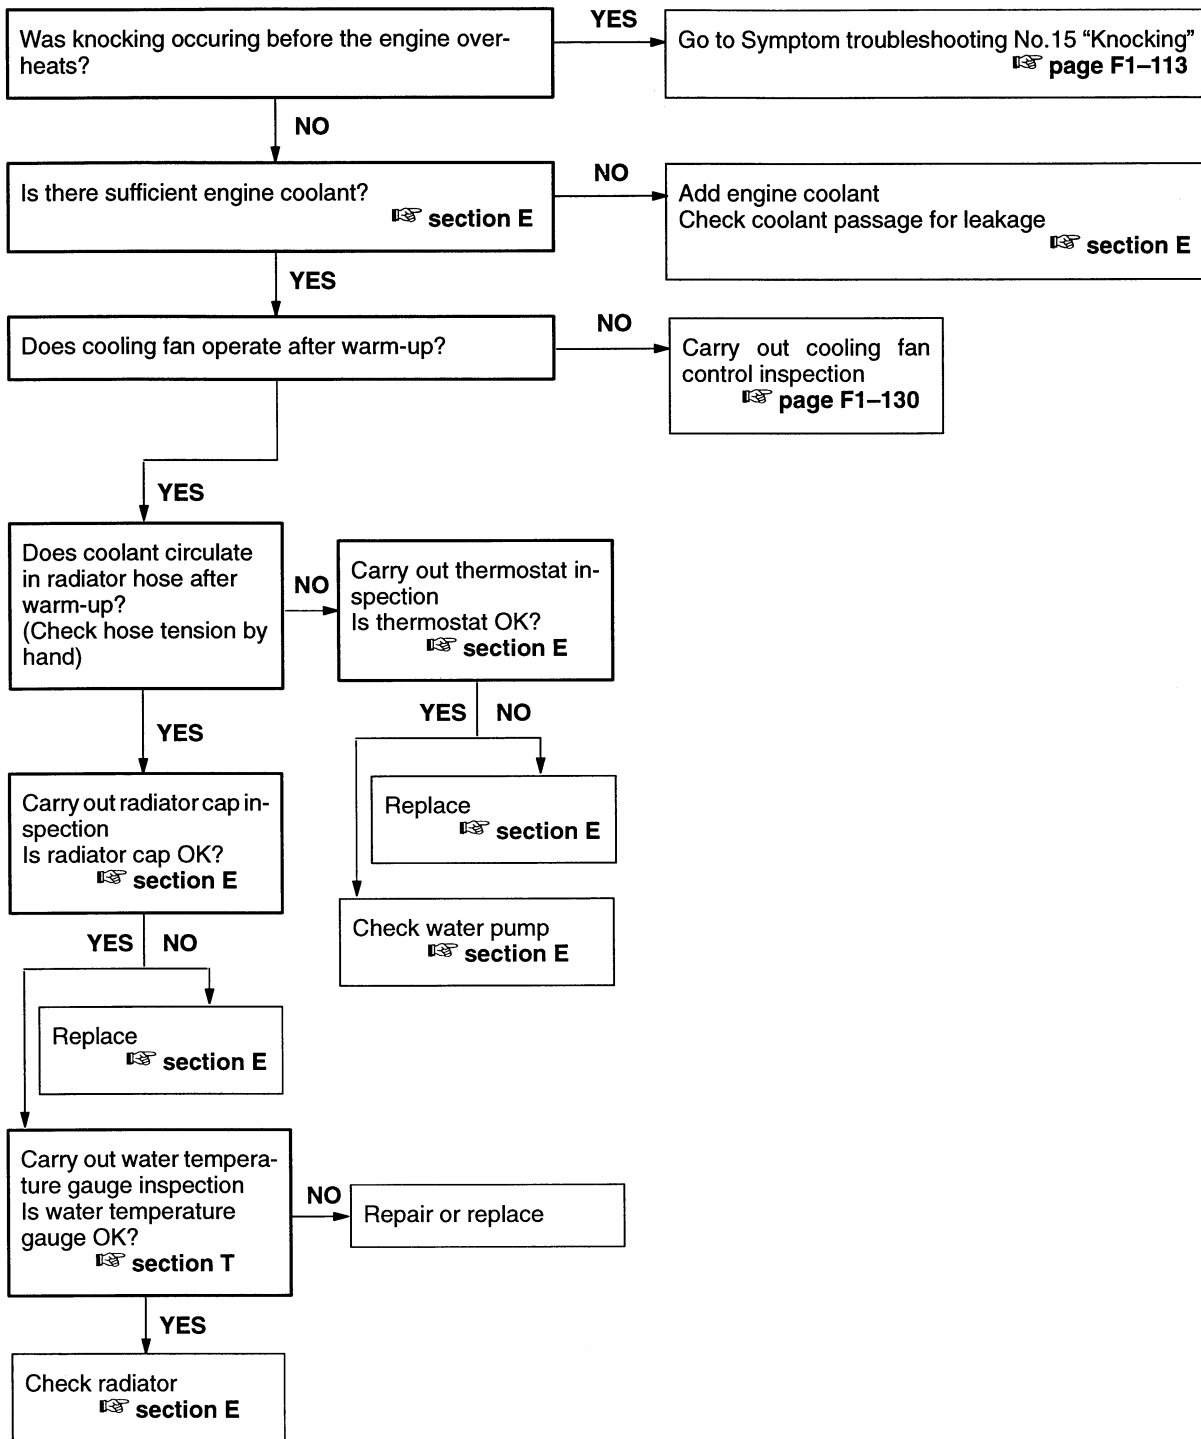 Was knocking occuring before the engine over-
heats?
YES
Go to Symptom troubleshooting No.15 “Knocking”
☞ page F1–113
NO
Is there sufficient engine coolant?
☞ section E
NO
Add engine coolant
Check coolant passage for leakage
☞ section E
YES
Does cooling fan operate after warm-up?
NO
Carry out cooling fan
control inspection
☞ page F1–130
YES
Does coolant circulate
in radiator hose after
warm-up?
(Check hose tension by
hand)
NO
Carry out thermostat in-
spection
Is thermostat OK?
☞ section E
YES NO
Replace
☞ section E
Check water pump
☞ section E
YES
Carry out radiator cap in-
spection
Is radiator cap OK?
☞ section E
YES NO
Replace
☞ section E
Carry out water tempera-
ture gauge inspection
Is water temperature
gauge OK?
☞ section T
NO
Repair or replace
YES
Check radiator
☞ section E